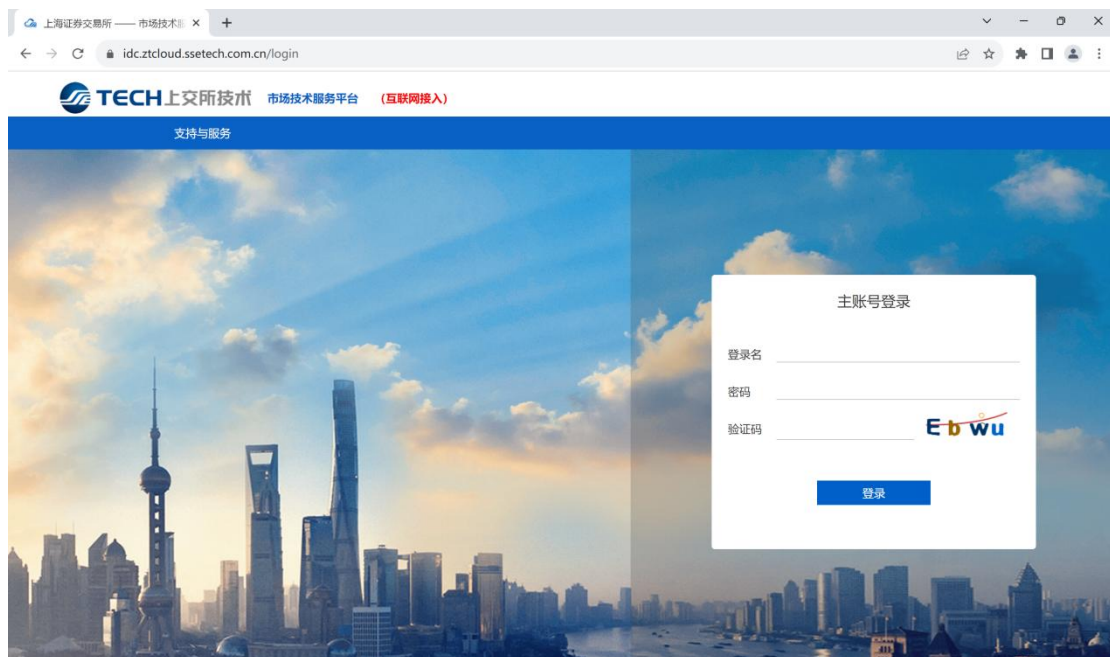 上海证券交易所 —— 市场技术服
idc.ztcloud.ssetech.com.cn/login
TECH上交所技术 市场技术服务平台 (互联网接入)
支持与服务
主账号登录
登录名
密码
验证码 Ebwu
登录